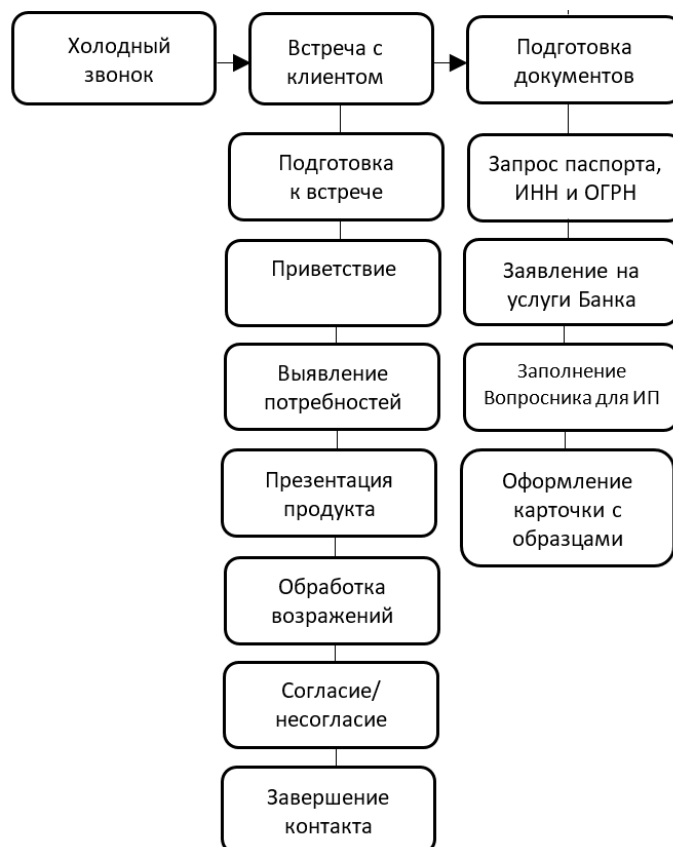 Холодный
звонок
Встреча с
клиентом
Подготовка
документов
Подготовка
к встрече
Приветствие
Выявление
потребностей
Презентация
продукта
Обработка
возражений
Согласие/
несогласие
Завершение
контакта
Запрос паспорта,
ИНН и ОГРН
Заявление на
услуги Банка
Заполнение
Вопросника для ИП
Оформление
карточки с
образцами